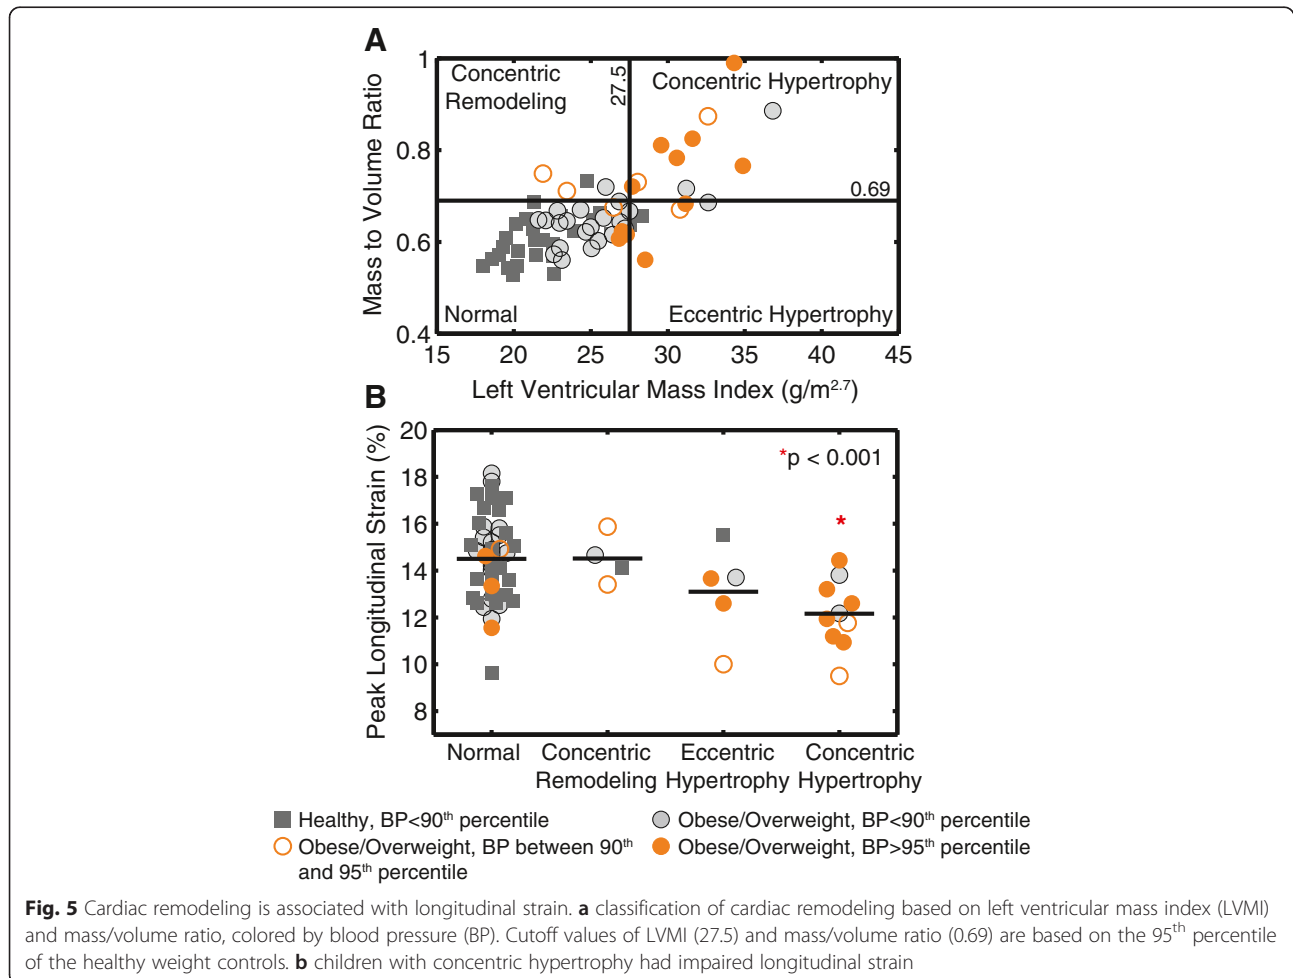 A
Mass to Volume Ratio
1
0.8
0.6
0.4
Concentric
Remodeling
27.5
Concentric Hypertrophy
0.69
Normal
Eccentric Hypertrophy
15 20 25 30 35 40 45
Left Ventricular Mass Index (g/m2.7)
B
Peak Longitudinal Strain (%)
20
18
16
14
12
10
8
*p < 0.001
*
Normal Concentric Eccentric Concentric
Remodeling Hypertrophy Hypertrophy
Healthy, BP<90th percentile Obese/Overweight, BP<90th percentile
Obese/Overweight, BP between 90th Obese/Overweight, BP>95th percentile
and 95th percentile
Fig. 5 Cardiac remodeling is associated with longitudinal strain. a classification of cardiac remodeling based on left ventricular mass index (LVMI)
and mass/volume ratio, colored by blood pressure (BP). Cutoff values of LVMI (27.5) and mass/volume ratio (0.69) are based on the 95th percentile
of the healthy weight controls. b children with concentric hypertrophy had impaired longitudinal strain